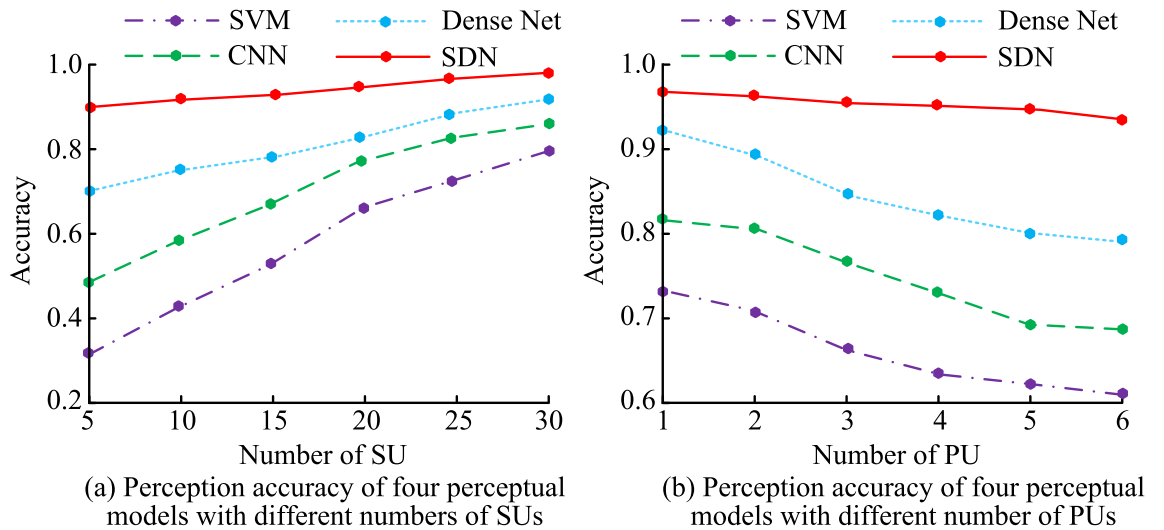 SVM
Dense Net
CNN
SDN
1.0
0.8
0.6
0.4
0.2
Accuracy
5 10 15 20 25 30
Number of SU
(a) Perception accuracy of four perceptual
models with different numbers of SUs
SVM
Dense Net
CNN
SDN
1.0
0.9
0.8
0.7
0.6
Accuracy
1 2 3 4 5 6
Number of PU
(b) Perception accuracy of four perceptual
models with different number of PUs